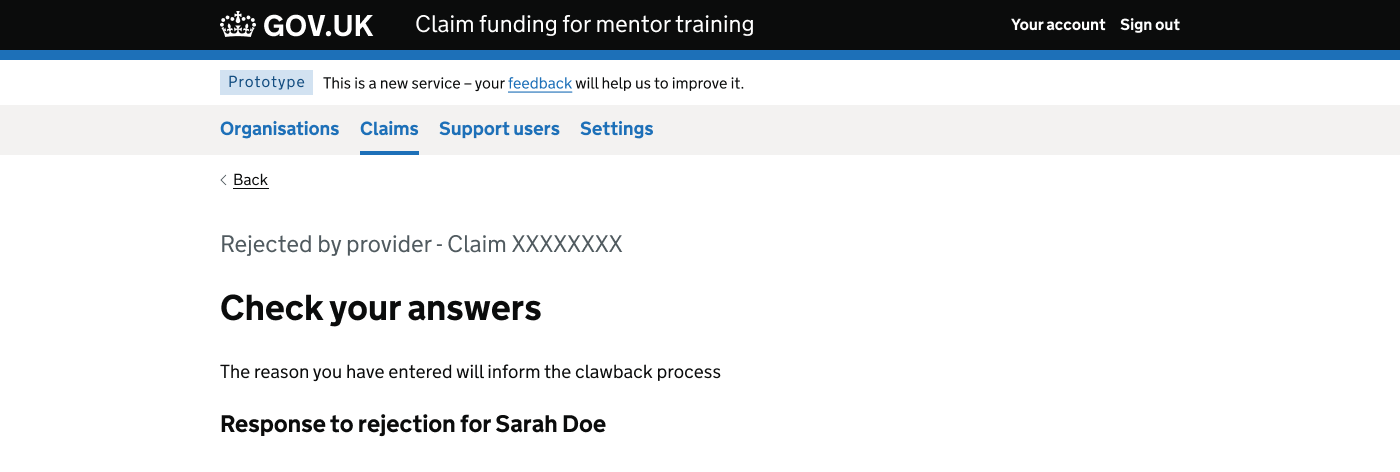 GOV.UK Claim funding for mentor training Your account Sign out
Prototype This is a new service – your feedback will help us to improve it.
Organisations Claims Support users Settings
Back
Rejected by provider - Claim XXXXXXXX
Check your answers
The reason you have entered will inform the clawback process
Response to rejection for Sarah Doe